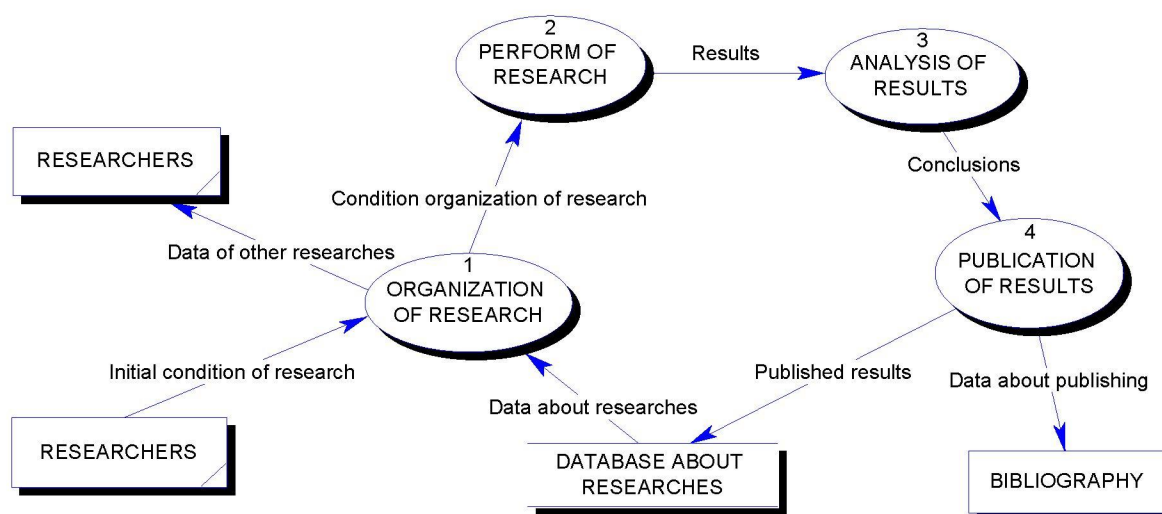 2
PERFORM OF
RESEARCH
Results
3
ANALYSIS OF
RESULTS
RESEARCHERS
Conclusions
Condition organization of research
Data of other researches
1
ORGANIZATION
OF RESEARCH
4
PUBLICATION
OF RESULTS
Initial condition of research
Published results
Data about publishing
Data about researches
RESEARCHERS
DATABASE ABOUT
RESEARCHES
BIBLIOGRAPHY